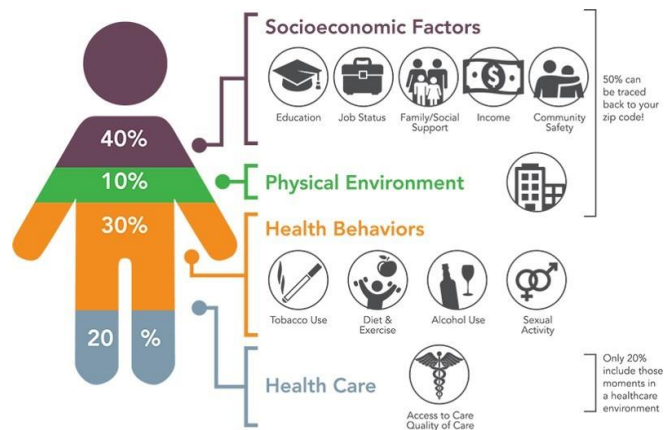 Socioeconomic Factors
Education
Job Status
Family/Social
Support
Income
Community
Safety
50% can
be traced
back to your
zip code!
40%
10%
Physical Environment
30%
Health Behaviors
Tobacco Use
Diet &
Exercise
Alcohol Use
Sexual
Activity
20 %
Health Care
Access to Care
Quality of Care
Only 20%
include those
moments in
a healthcare
environment